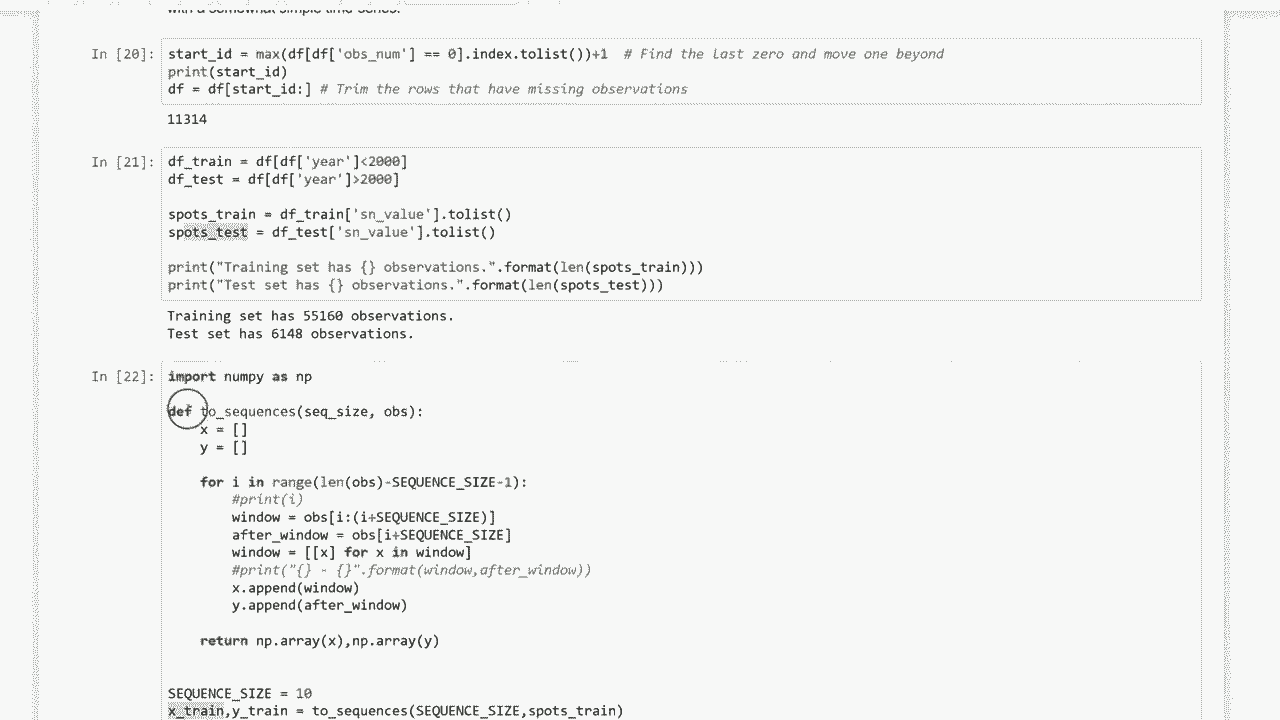 with a somewhat simple time series.
In [20]: start_id = max(df[df['obs_num'] == 0].index.tolist())+1  # Find the last zero and move one beyond
print(start_id)
df = df[start_id:] # Trim the rows that have missing observations
11314
In [21]: df_train = df[df['year']<2000]
df_test = df[df['year']>2000]
spots_train = df_train['sn_value'].tolist()
spots_test = df_test['sn_value'].tolist()
print("Training set has {} observations.".format(len(spots_train)))
print("Test set has {} observations.".format(len(spots_test)))
Training set has 55160 observations.
Test set has 6148 observations.
In [22]: import numpy as np
def to_sequences(seq_size, obs):
    x = []
    y = []
    for i in range(len(obs)-SEQUENCE_SIZE-1):
        #print(i)
        window = obs[i:(i+SEQUENCE_SIZE)]
        after_window = obs[i+SEQUENCE_SIZE]
        window = [[x] for x in window]
        #print("{} - {}".format(window,after_window))
        x.append(window)
        y.append(after_window)
    return np.array(x),np.array(y)
SEQUENCE_SIZE = 10
x_train,y_train = to_sequences(SEQUENCE_SIZE,spots_train)